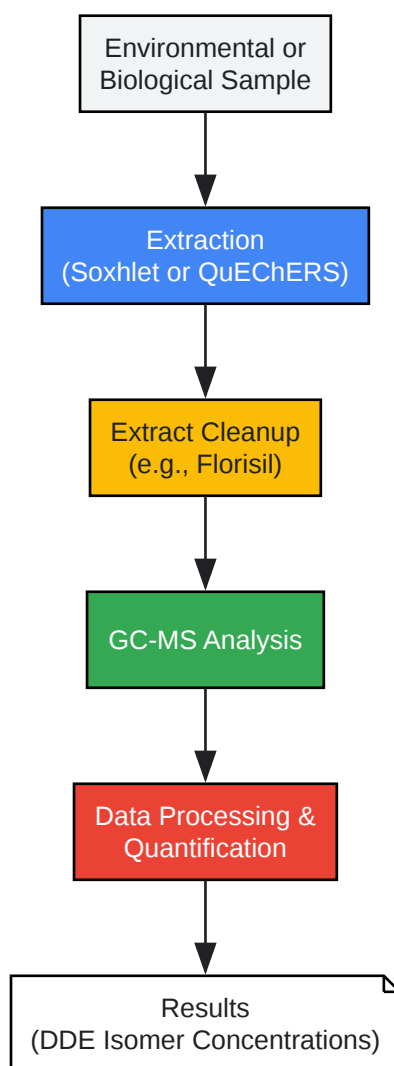 Environmental or
Biological Sample
Extraction
(Soxhlet or QuEChERS)
Extract Cleanup
(e.g., Florisil)
GC-MS Analysis
Data Processing &
Quantification
Results
(DDE Isomer Concentrations)